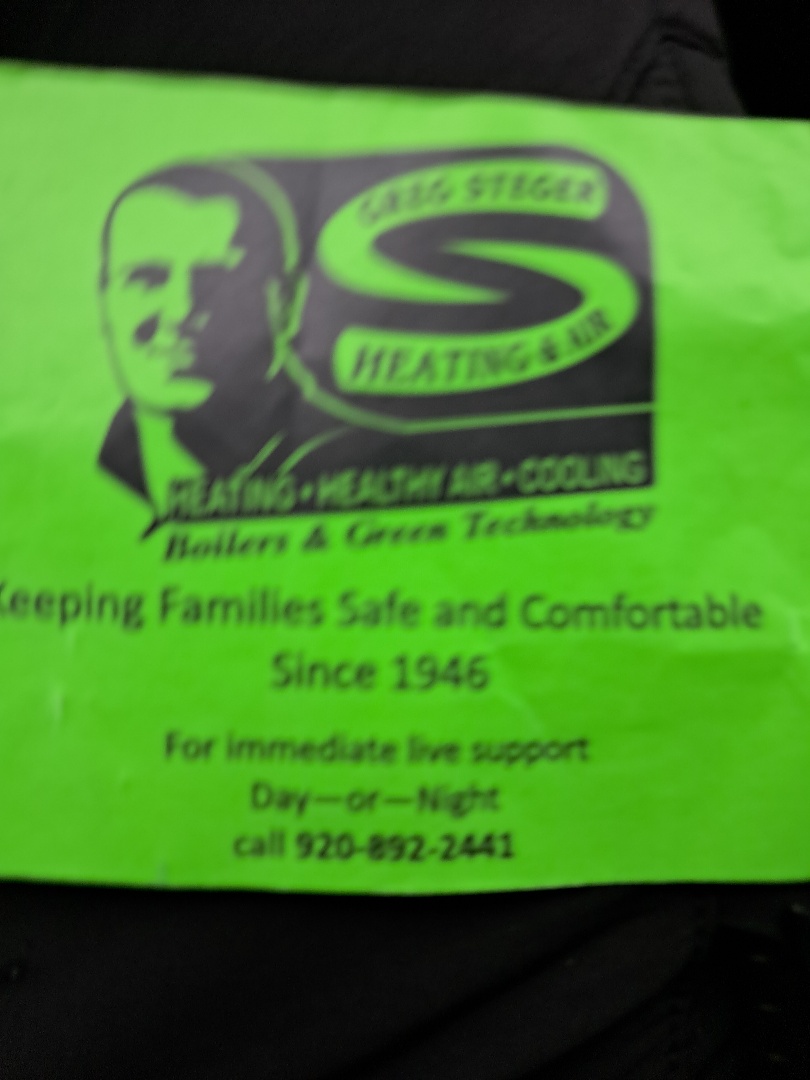 GREG STEGER
HEATING & AIR
HEATING • HEALTHY AIR • COOLING
Boilers & Green Technology
Keeping Families Safe and Comfortable
Since 1946
For immediate live support
Day—or—Night
call 920-892-2441